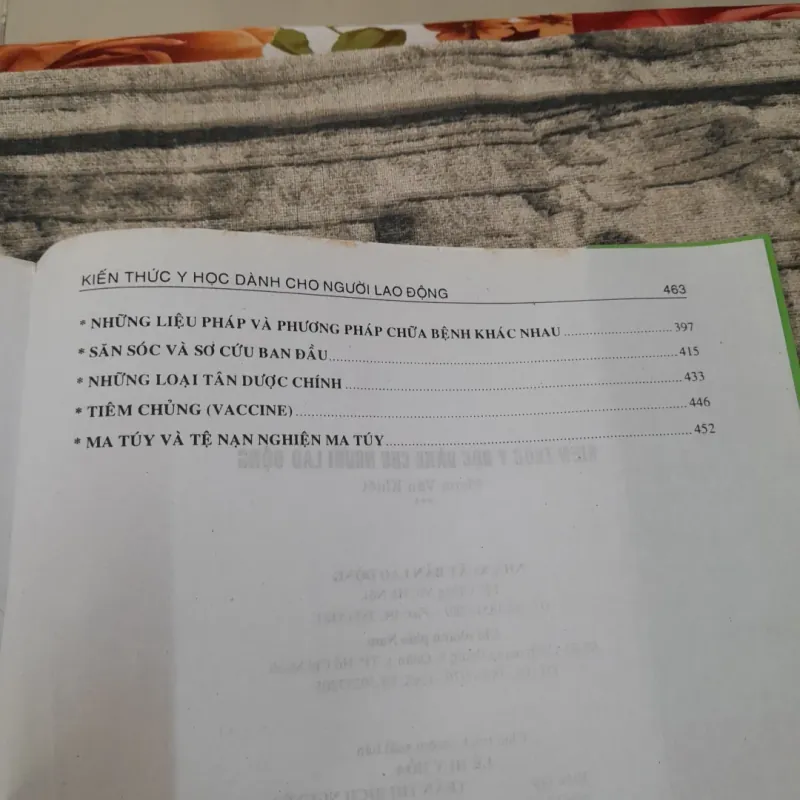 KIẾN THỨC Y HỌC DÀNH CHO NGƯỜI LAO ĐỘNG 463
* NHỮNG LIỆU PHÁP VÀ PHƯƠNG PHÁP CHỮA BỆNH KHÁC NHAU 397
* SĂN SÓC VÀ SƠ CỨU BAN ĐẦU 415
* NHỮNG LOẠI TÂN DƯỢC CHÍNH 433
* TIÊM CHỦNG (VACCINE) 446
* MA TÚY VÀ TỆ NẠN NGHIỆN MA TÚY 452